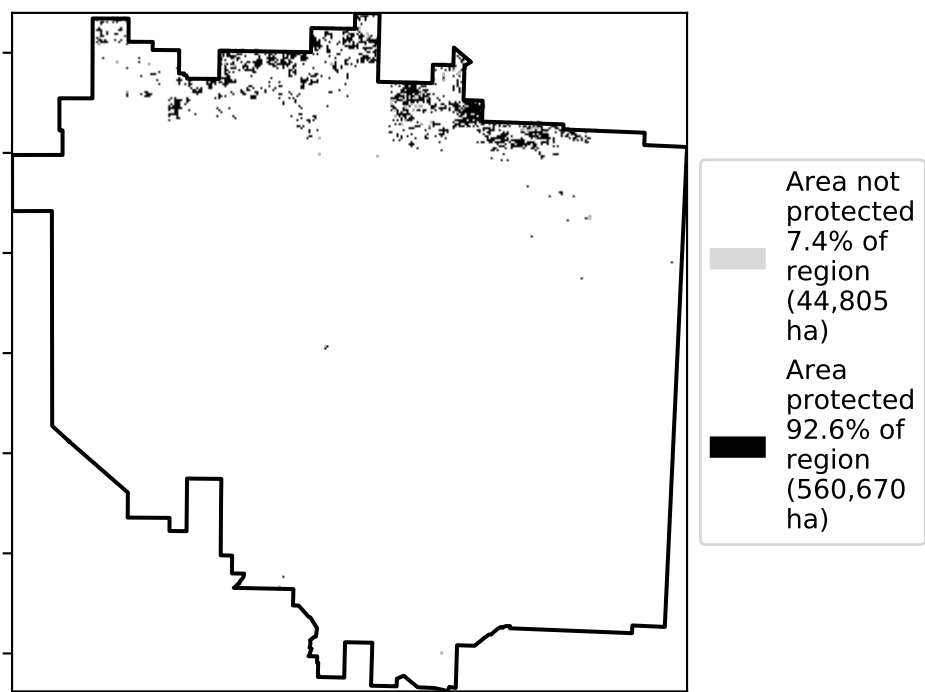 Area not
protected
7.4% of
region
(44,805
ha)
Area
protected
92.6% of
region
(560,670
ha)